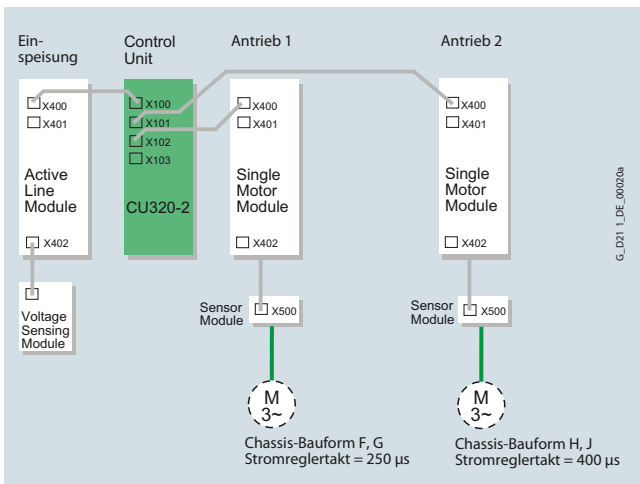 Ein-
speisung
Control
Unit
Antrieb 1
Antrieb 2
X400
X401
Active
Line
Module
X402
Voltage
Sensing
Module
X100
X101
X102
X103
CU320-2
X400
X401
Single
Motor
Module
X402
Sensor
Module
X500
M
3~
Chassis-Bauform F, G
Stromreglertakt = 250 µs
X400
X401
Single
Motor
Module
X402
Sensor
Module
X500
M
3~
Chassis-Bauform H, J
Stromreglertakt = 400 µs
G_D21 1_DE_00020a